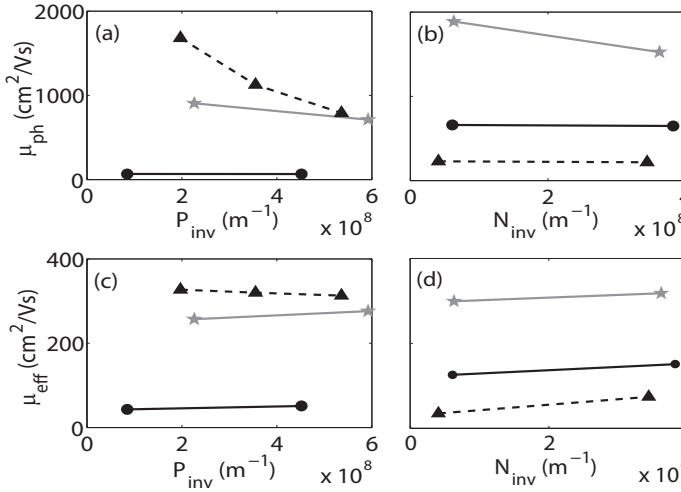 2000
(a)
(b)
1000
0
μph (cm²/Vs)
0 2 4 6
Pinv (m⁻¹)
x 10⁸
0 2
Ninv (m⁻¹)
400
(c)
(d)
200
0
μeff (cm²/Vs)
0 2 4 6
Pinv (m⁻¹)
x 10⁸
0 2
Ninv (m⁻¹)